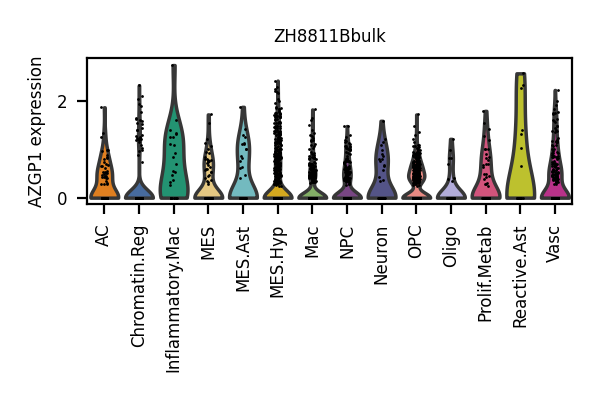 ZH8811Bbulk
AZGP1 expression
2
0
AC
Chromatin.Reg
Inflammatory.Mac
MES
MES.Ast
MES.Hyp
Mac
NPC
Neuron
OPC
Oligo
Prolif.Metab
Reactive.Ast
Vasc